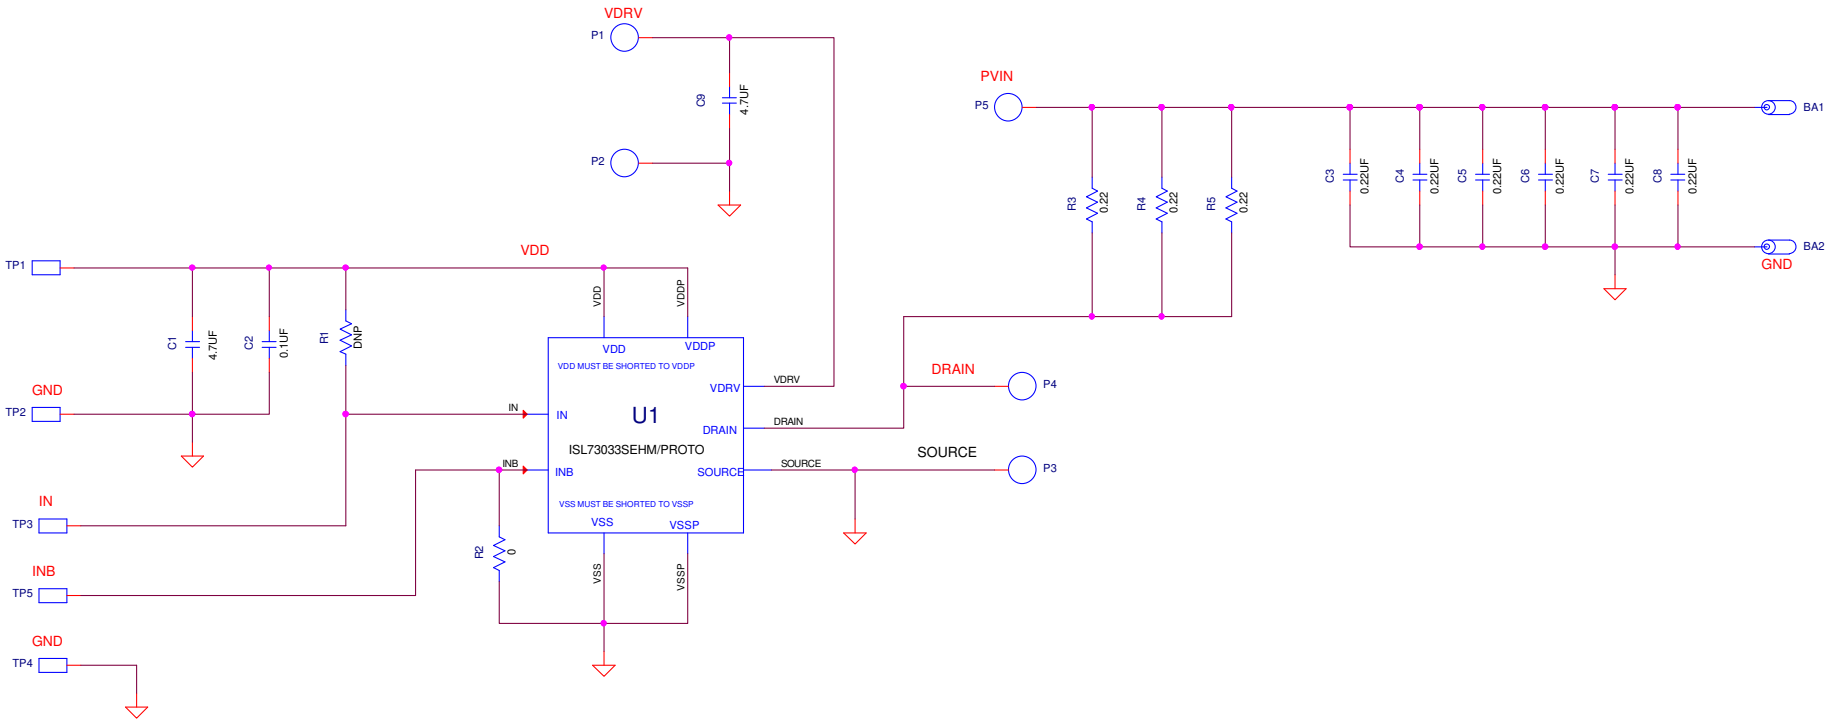 VDRV
P1
C9
4.7UF
P2
PVIN
P5
BA1
R3
0.22
R4
0.22
R5
0.22
C3
0.22UF
C4
0.22UF
C5
0.22UF
C6
0.22UF
C7
0.22UF
C8
0.22UF
BA2
GND
VDD
TP1
C1
4.7UF
C2
0.1UF
R1
DNP
GND
TP2
IN
TP3
INB
TP5
GND
TP4
VDD
VDDP
VDD
VDDP
VDD MUST BE SHORTED TO VDDP
VDRV
VDRV
IN
IN
U1
DRAIN
DRAIN
ISL73033SEHM/PROTO
INB
INB
SOURCE
SOURCE
VSS MUST BE SHORTED TO VSSP
VSS
VSSP
R2
0
VSS
VSSP
DRAIN
P4
SOURCE
P3